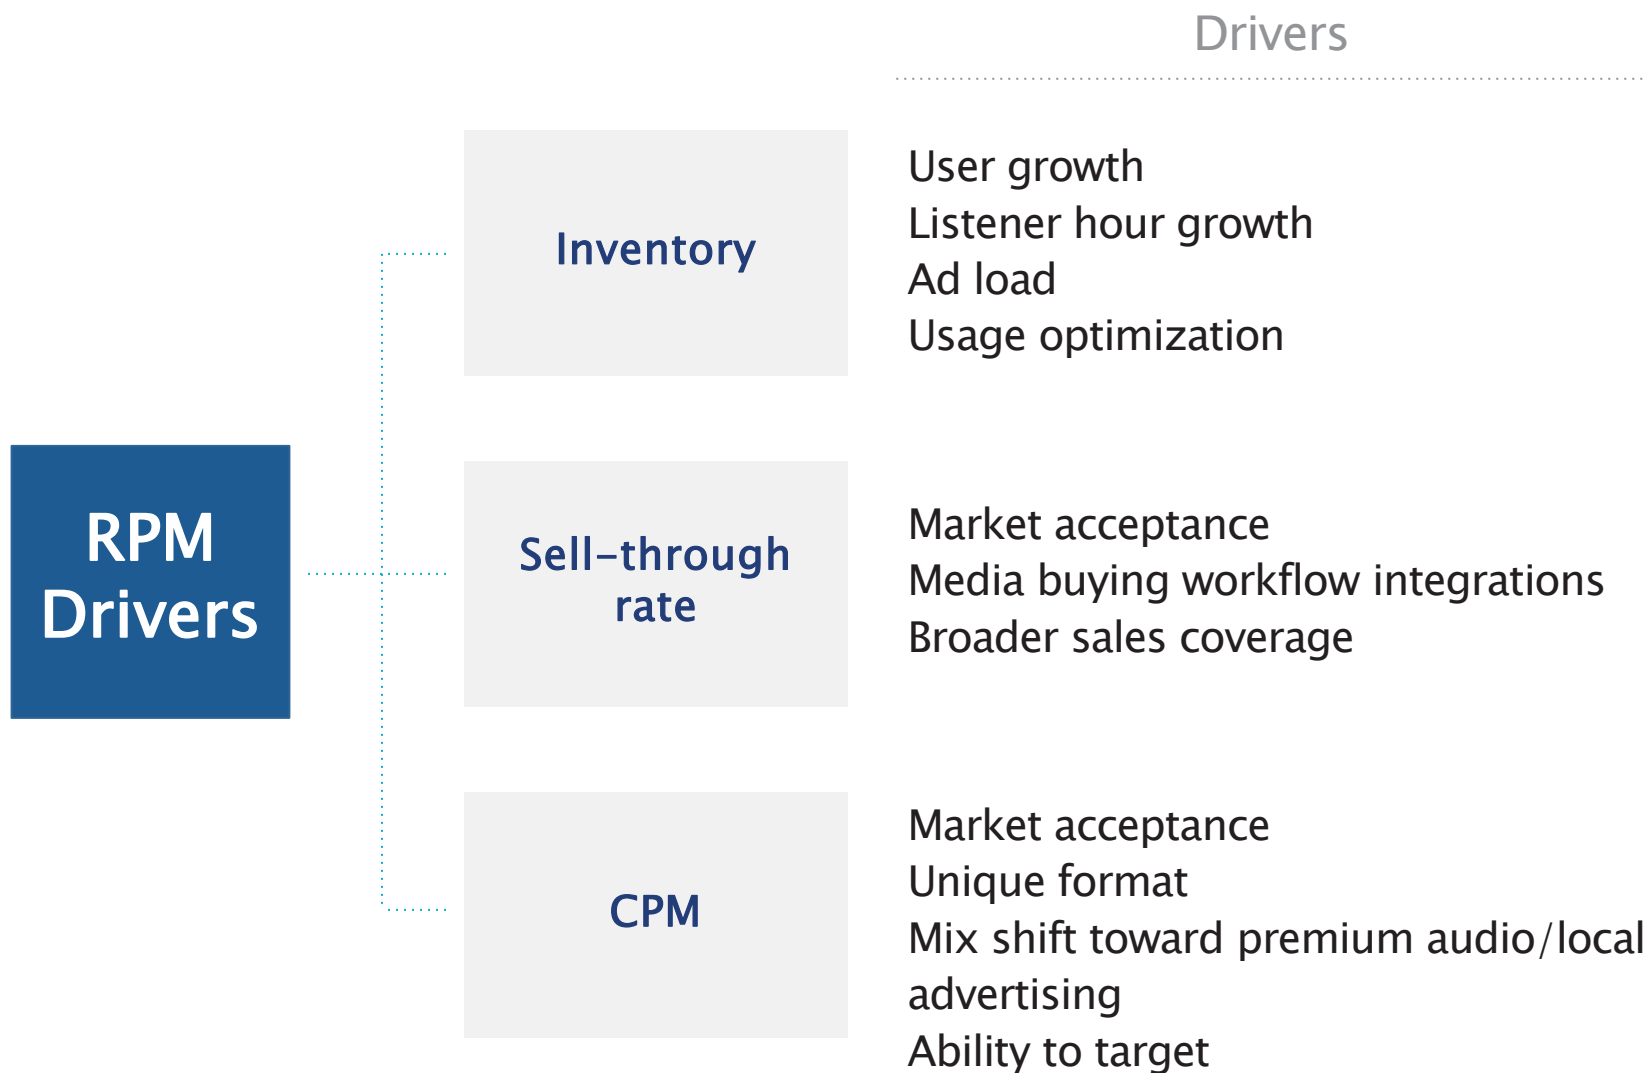 Drivers
RPM
Drivers
Inventory
User growth
Listener hour growth
Ad load
Usage optimization
Sell-through
rate
Market acceptance
Media buying workflow integrations
Broader sales coverage
CPM
Market acceptance
Unique format
Mix shift toward premium audio/local
advertising
Ability to target